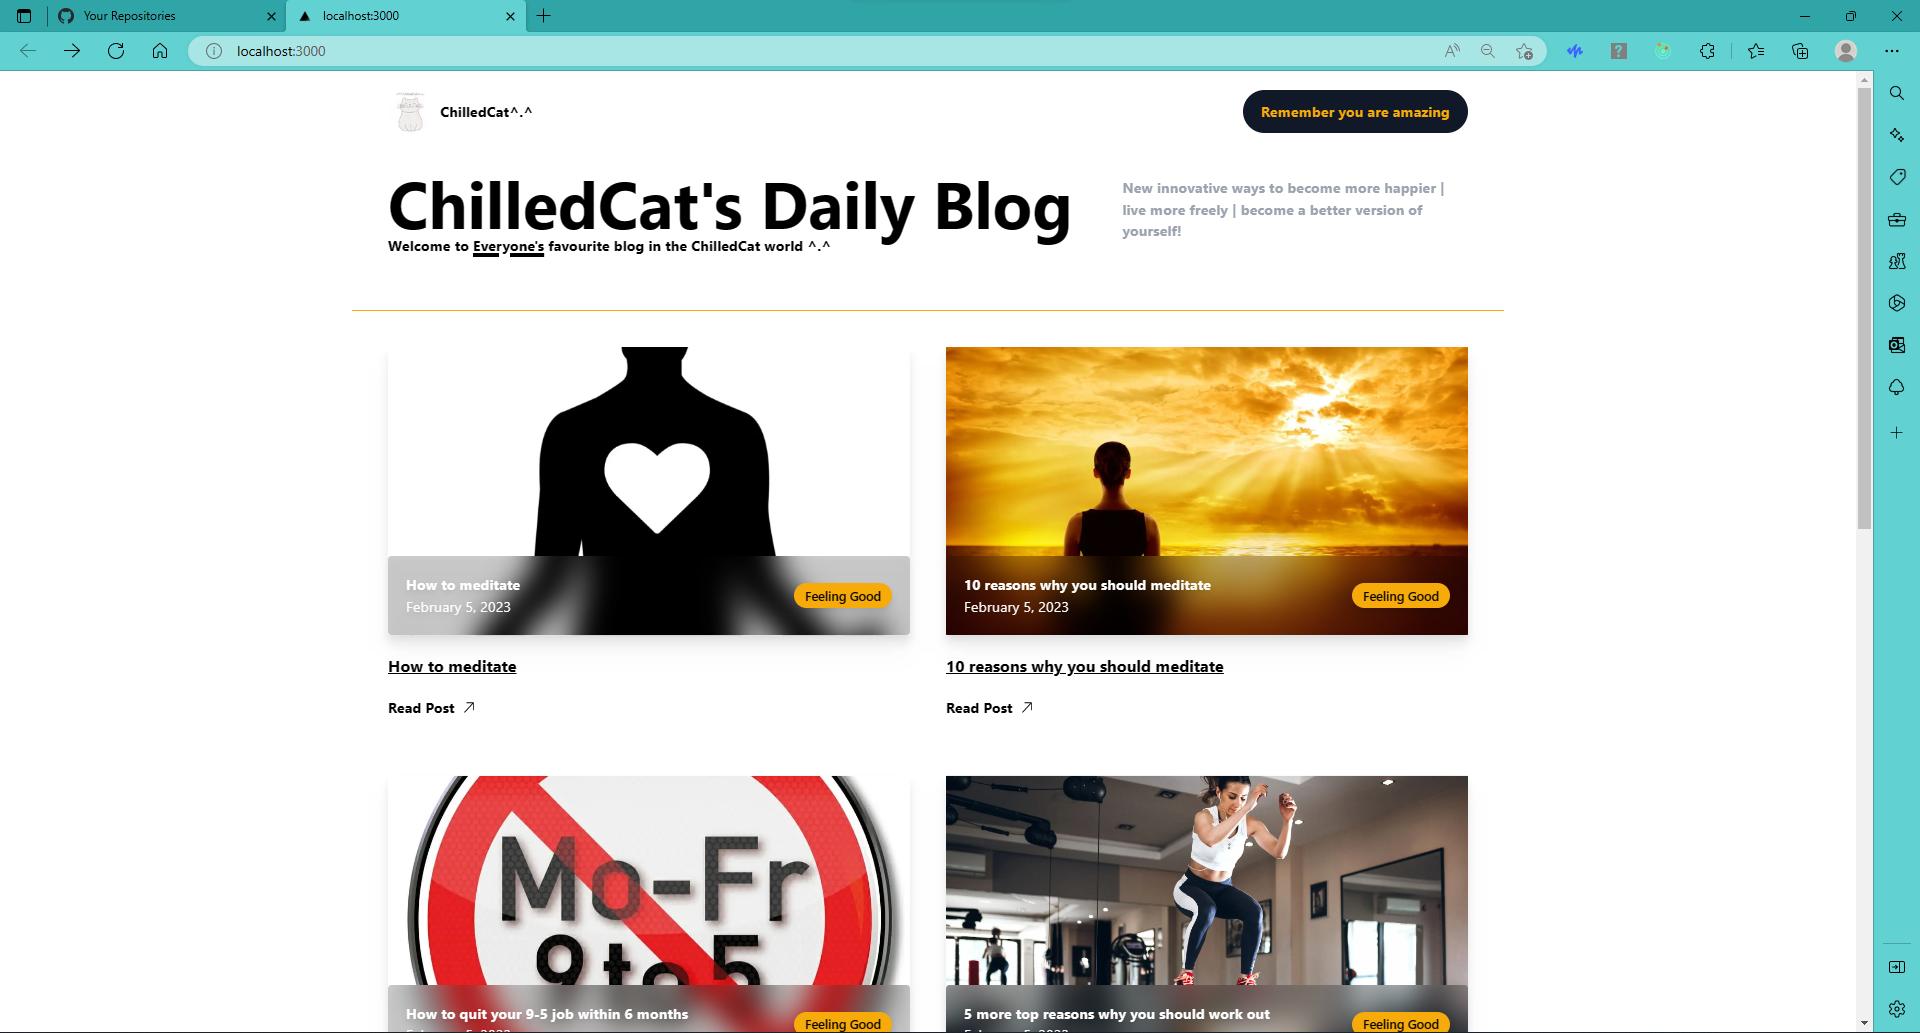 Your Repositories
localhost:3000
localhost:3000
ChilledCat^.^
Remember you are amazing
ChilledCat's Daily Blog
Welcome to Everyone's favourite blog in the ChilledCat world ^.^
New innovative ways to become more happier |
live more freely | become a better version of
yourself!
How to meditate
February 5, 2023
Feeling Good
10 reasons why you should meditate
February 5, 2023
Feeling Good
How to meditate
Read Post
10 reasons why you should meditate
Read Post
Mo-Fr
9 to 5
How to quit your 9-5 job within 6 months
Feeling Good
5 more top reasons why you should work out
Feeling Good